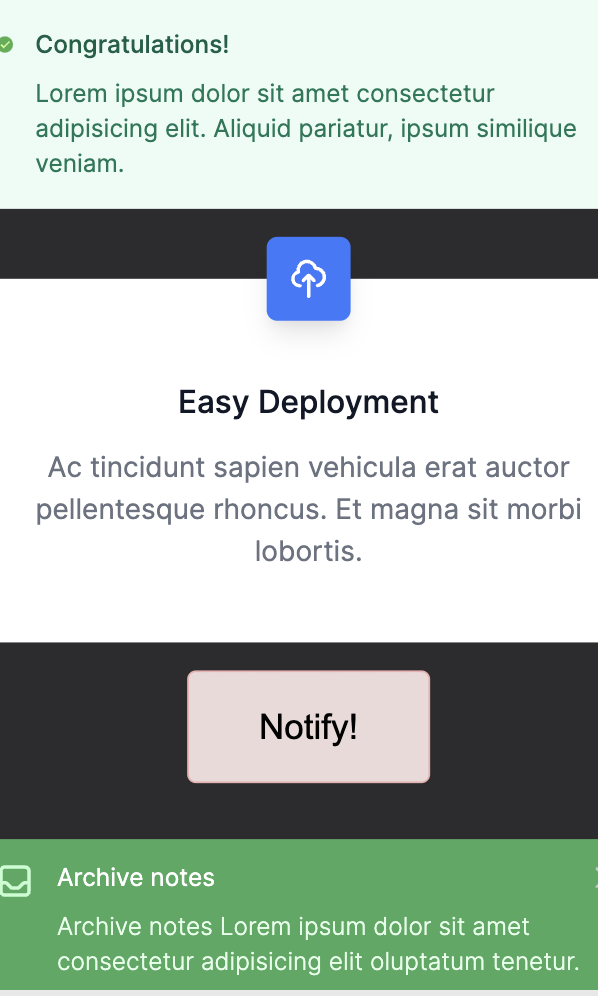 Congratulations!
Lorem ipsum dolor sit amet consectetur
adipisicing elit. Aliquid pariatur, ipsum similique
veniam.
Easy Deployment
Ac tincidunt sapien vehicula erat auctor
pellentesque rhoncus. Et magna sit morbi
lobortis.
Notify!
Archive notes
Archive notes Lorem ipsum dolor sit amet
consectetur adipisicing elit oluptatum tenetur.